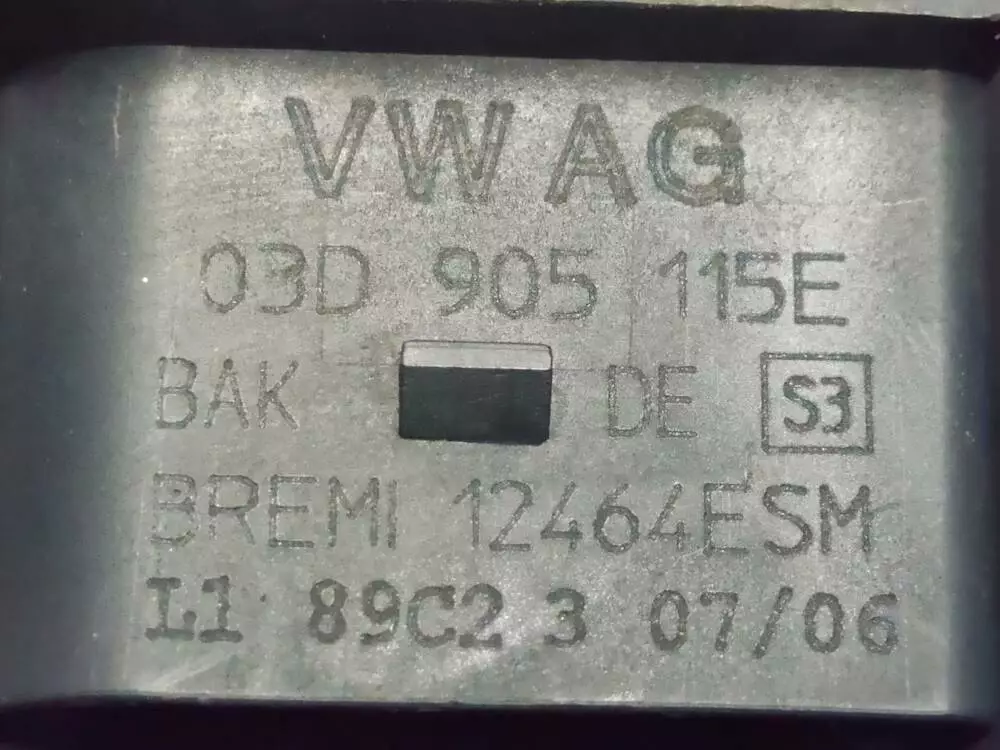 VW AG
03D 905 115E
BAK DE S3
BREMI 12464ESM
L1 89C2 3 07/06